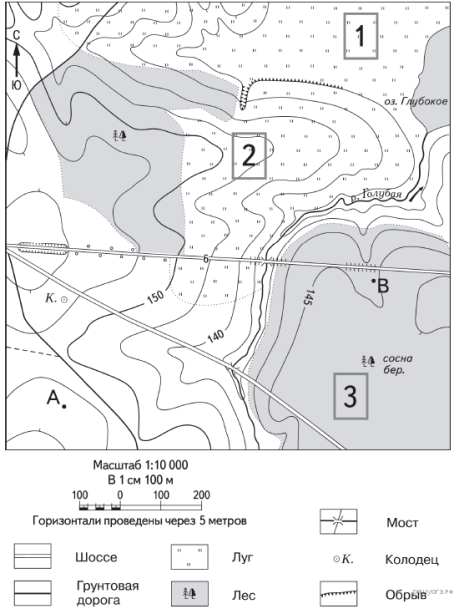 С
Ю
1
оз. Глубокое
2
р. Голубая
6
В
К.
150
145
140
А
сосна
бер.
3
Масштаб 1:10 000
В 1 см 100 м
100 0 100 200
Горизонтали проведены через 5 метров
Шоссе
Луг
Мост
К. Колодец
Грунтовая
дорога
Лес
Обрыв